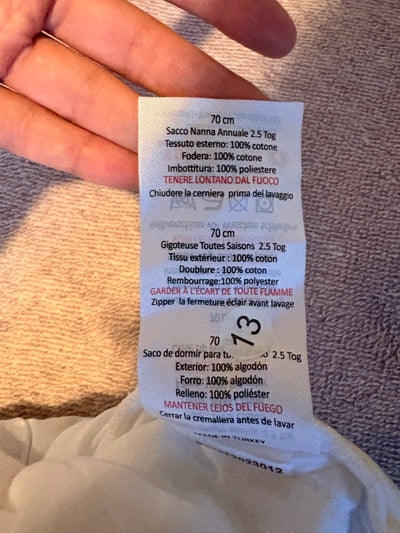 70 cm
Sacco Nanna Annuale 2.5 Tog
Tessuto esterno: 100% cotone
Fodera: 100% cotone
Imbottitura: 100% poliestere
TENERE LONTANO DAL FUOCO
Chiudere la cerniera prima del lavaggio
70 cm
Gigoteuse Toutes Saisons 2.5 Tog
Tissu extérieur : 100% coton
Doublure : 100% coton
Rembourrage:100% polyester
GARDER À L'ÉCART DE TOUTE FLAMME
Zipper la fermeture éclair avant lavage
13
70
Saco de dormir para 2.5 Tog
Exterior: 100% algodón
Forro: 100% algodón
Relleno: 100% poliéster
MANTENER LEJOS DEL FUEGO
Cerrar la cremaliera antes de lavar
MADE IN TURKEY